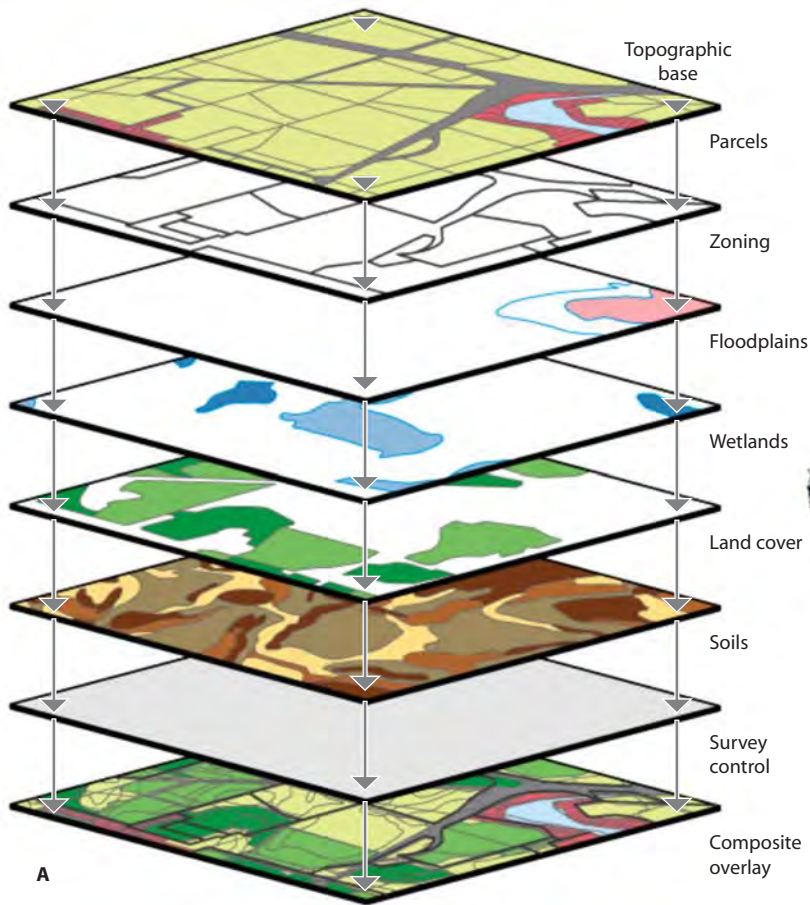 Topographic
base
Parcels
Zoning
Floodplains
Wetlands
Land cover
Soils
Survey
control
Composite
overlay
A